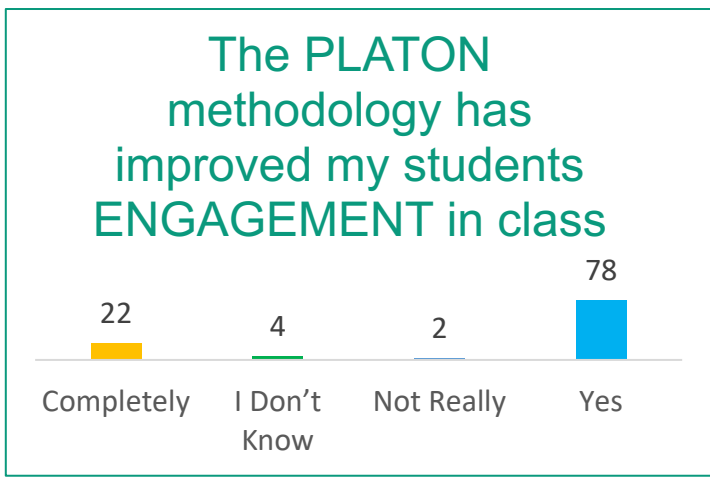 The PLATON
methodology has
improved my students
ENGAGEMENT in class
78
22
4
2
Completely
I Don’t
Know
Not Really
Yes